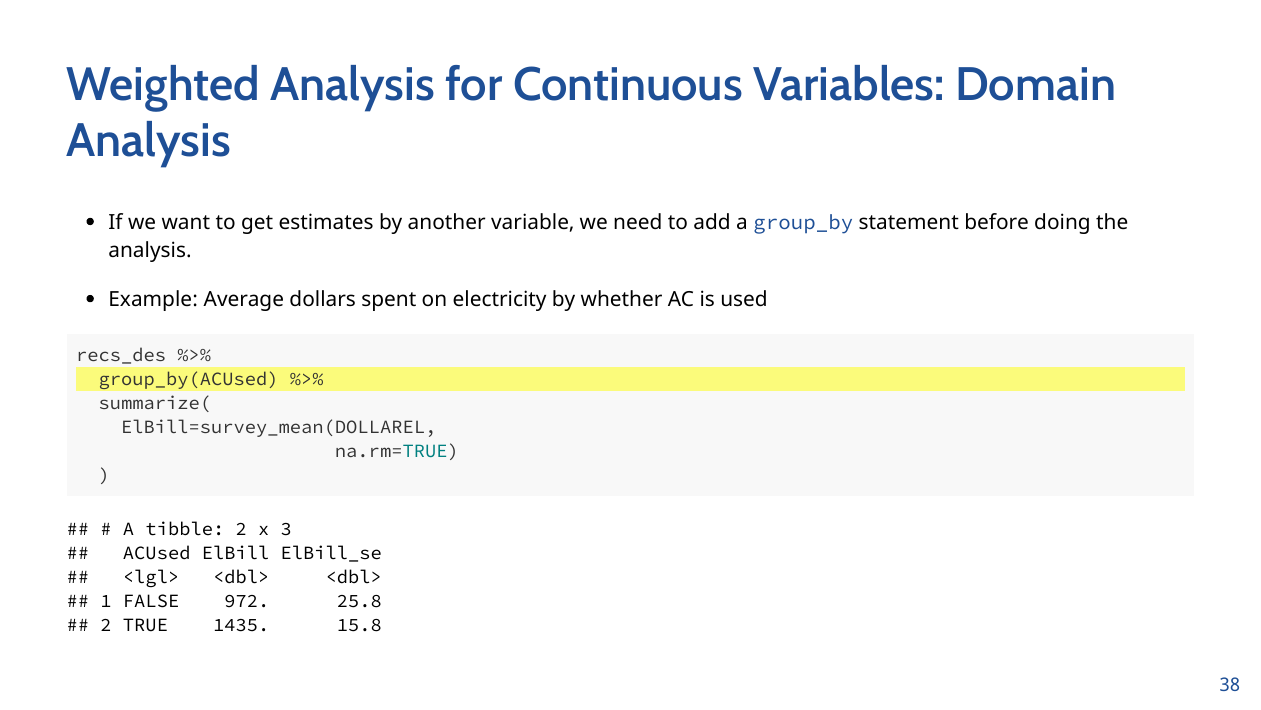 Weighted Analysis for Continuous Variables: Domain
Analysis
• If we want to get estimates by another variable, we need to add a group_by statement before doing the
analysis.
• Example: Average dollars spent on electricity by whether AC is used
recs_des %>%
  group_by(ACUsed) %>%
  summarize(
    ElBill=survey_mean(DOLLAREL,
                       na.rm=TRUE)
  )
## # A tibble: 2 x 3
##   ACUsed ElBill ElBill_se
##   <lgl>   <dbl>     <dbl>
## 1 FALSE    972.      25.8
## 2 TRUE    1435.      15.8
38